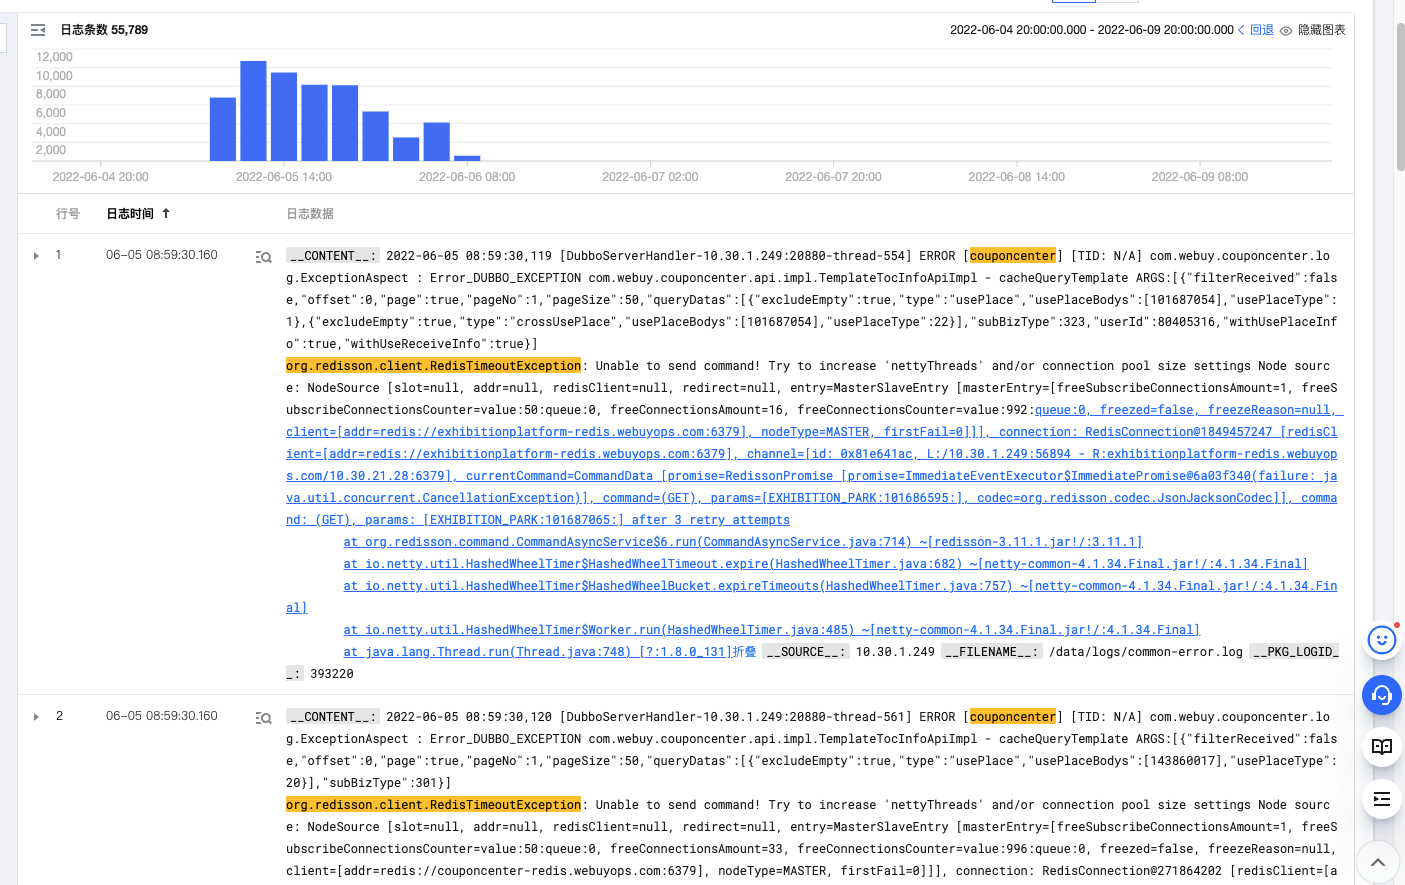 日志条数 55,789
2022-06-04 20:00:00.000 - 2022-06-09 20:00:00.000 回退 隐藏图表
12,000
10,000
8,000
6,000
4,000
2,000
2022-06-04 20:00 2022-06-05 14:00 2022-06-06 08:00 2022-06-07 02:00 2022-06-07 20:00 2022-06-08 14:00 2022-06-09 08:00
行号 日志时间 ↑ 日志数据
1 06-05 08:59:30.160 __CONTENT__: 2022-06-05 08:59:30,119 [DubboServerHandler-10.30.1.249:20880-thread-554] ERROR [couponcenter] [TID: N/A] com.webuy.couponcenter.lo
g.ExceptionAspect : Error_DUBBO_EXCEPTION com.webuy.couponcenter.api.impl.TemplateTocInfoApiImpl - cacheQueryTemplate ARGS:[{"filterReceived":fals
e,"offset":0,"page":true,"pageNo":1,"pageSize":50,"queryDatas":[{"excludeEmpty":true,"type":"usePlace","usePlaceBodys":[101687054],"usePlaceType":
1},{"excludeEmpty":true,"type":"crossUsePlace","usePlaceBodys":[101687054],"usePlaceType":22}],"subBizType":323,"userId":80405316,"withUsePlaceInf
o":true,"withUseReceiveInfo":true}]
org.redisson.client.RedisTimeoutException: Unable to send command! Try to increase 'nettyThreads' and/or connection pool size settings Node sourc
e: NodeSource [slot=null, addr=null, redisClient=null, redirect=null, entry=MasterSlaveEntry [masterEntry=[freeSubscribeConnectionsAmount=1, freeS
ubscribeConnectionsCounter=value:50:queue:0, freeConnectionsAmount=16, freeConnectionsCounter=value:992:queue:0, freezed=false, freezeReason=null,
client=[addr=redis://exhibitionplatform-redis.webuyops.com:6379], nodeType=MASTER, firstFail=0]]], connection: RedisConnection@1849457247 [redisCl
ient=[addr=redis://exhibitionplatform-redis.webuyops.com:6379], channel=[id: 0x81e641ac, L:/10.30.1.249:56894 - R:exhibitionplatform-redis.webuyop
s.com/10.30.21.28:6379], currentCommand=CommandData [promise=RedissonPromise [promise=ImmediateEventExecutor$ImmediatePromise@6a03f340(failure: ja
va.util.concurrent.CancellationException)], command=(GET), params=[EXHIBITION_PARK:101686595:], codec=org.redisson.codec.JsonJacksonCodec]], comma
nd: (GET), params: [EXHIBITION_PARK:101687065:] after 3 retry attempts
at org.redisson.command.CommandAsyncService$6.run(CommandAsyncService.java:714) ~[redisson-3.11.1.jar!/:3.11.1]
at io.netty.util.HashedWheelTimer$HashedWheelTimeout.expire(HashedWheelTimer.java:682) ~[netty-common-4.1.34.Final.jar!/:4.1.34.Final]
at io.netty.util.HashedWheelTimer$HashedWheelBucket.expireTimeouts(HashedWheelTimer.java:757) ~[netty-common-4.1.34.Final.jar!/:4.1.34.Fin
al]
at io.netty.util.HashedWheelTimer$Worker.run(HashedWheelTimer.java:485) ~[netty-common-4.1.34.Final.jar!/:4.1.34.Final]
at java.lang.Thread.run(Thread.java:748) [?:1.8.0_131]折叠 __SOURCE__: 10.30.1.249 __FILENAME__: /data/logs/common-error.log __PKG_LOGID_
_: 393220
2 06-05 08:59:30.160 __CONTENT__: 2022-06-05 08:59:30,120 [DubboServerHandler-10.30.1.249:20880-thread-561] ERROR [couponcenter] [TID: N/A] com.webuy.couponcenter.lo
g.ExceptionAspect : Error_DUBBO_EXCEPTION com.webuy.couponcenter.api.impl.TemplateTocInfoApiImpl - cacheQueryTemplate ARGS:[{"filterReceived":fals
e,"offset":0,"page":true,"pageNo":1,"pageSize":50,"queryDatas":[{"excludeEmpty":true,"type":"usePlace","usePlaceBodys":[143860017],"usePlaceType":
20}],"subBizType":301}]
org.redisson.client.RedisTimeoutException: Unable to send command! Try to increase 'nettyThreads' and/or connection pool size settings Node sourc
e: NodeSource [slot=null, addr=null, redisClient=null, redirect=null, entry=MasterSlaveEntry [masterEntry=[freeSubscribeConnectionsAmount=1, freeS
ubscribeConnectionsCounter=value:50:queue:0, freeConnectionsAmount=33, freeConnectionsCounter=value:996:queue:0, freezed=false, freezeReason=null,
client=[addr=redis://couponcenter-redis.webuyops.com:6379], nodeType=MASTER, firstFail=0]]], connection: RedisConnection@271864202 [redisClient=[a